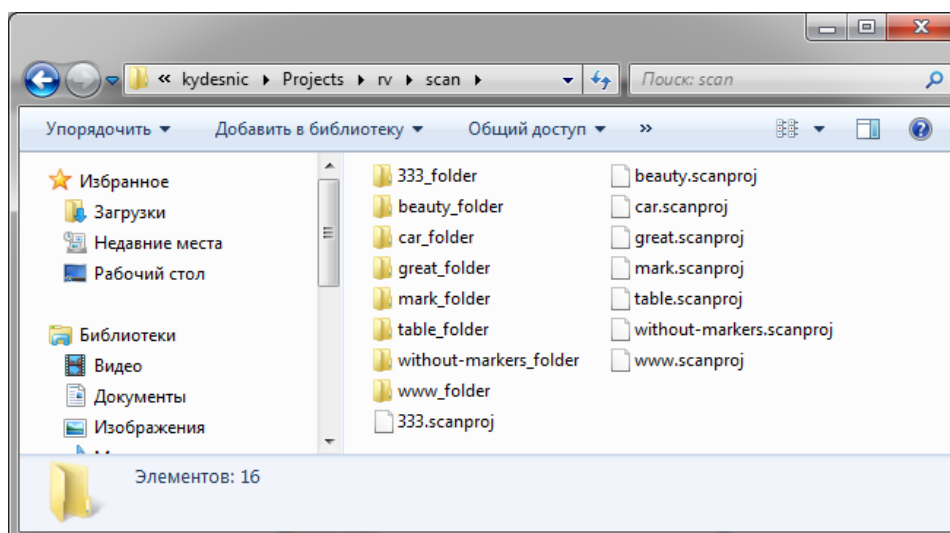 « kydesnic Projects rv scan Поиск: scan
Упорядочить Добавить в библиотеку Общий доступ »
Избранное
Загрузки
Недавние места
Рабочий стол
Библиотеки
Видео
Документы
Изображения
333_folder
beauty_folder
car_folder
great_folder
mark_folder
table_folder
without-markers_folder
www_folder
333.scanproj
beauty.scanproj
car.scanproj
great.scanproj
mark.scanproj
table.scanproj
without-markers.scanproj
www.scanproj
Элементов: 16